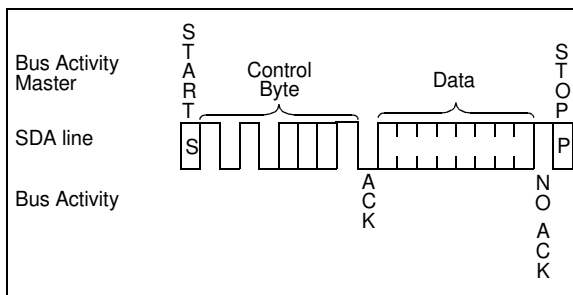 START
STOP
Bus Activity
Master
Control
Byte
Data
SDA line
S
P
Bus Activity
ACK
NO ACK